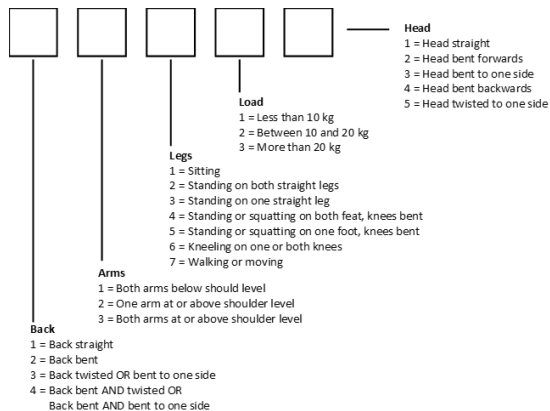 Head
1 = Head straight
2 = Head bent forwards
3 = Head bent to one side
4 = Head bent backwards
5 = Head twisted to one side
Load
1 = Less than 10 kg
2 = Between 10 and 20 kg
3 = More than 20 kg
Legs
1 = Sitting
2 = Standing on both straight legs
3 = Standing on one straight leg
4 = Standing or squatting on both feat, knees bent
5 = Standing or squatting on one foot, knees bent
6 = Kneeling on one or both knees
7 = Walking or moving
Arms
1 = Both arms below should level
2 = One arm at or above shoulder level
3 = Both arms at or above shoulder level
Back
1 = Back straight
2 = Back bent
3 = Back twisted OR bent to one side
4 = Back bent AND twisted OR
Back bent AND bent to one side